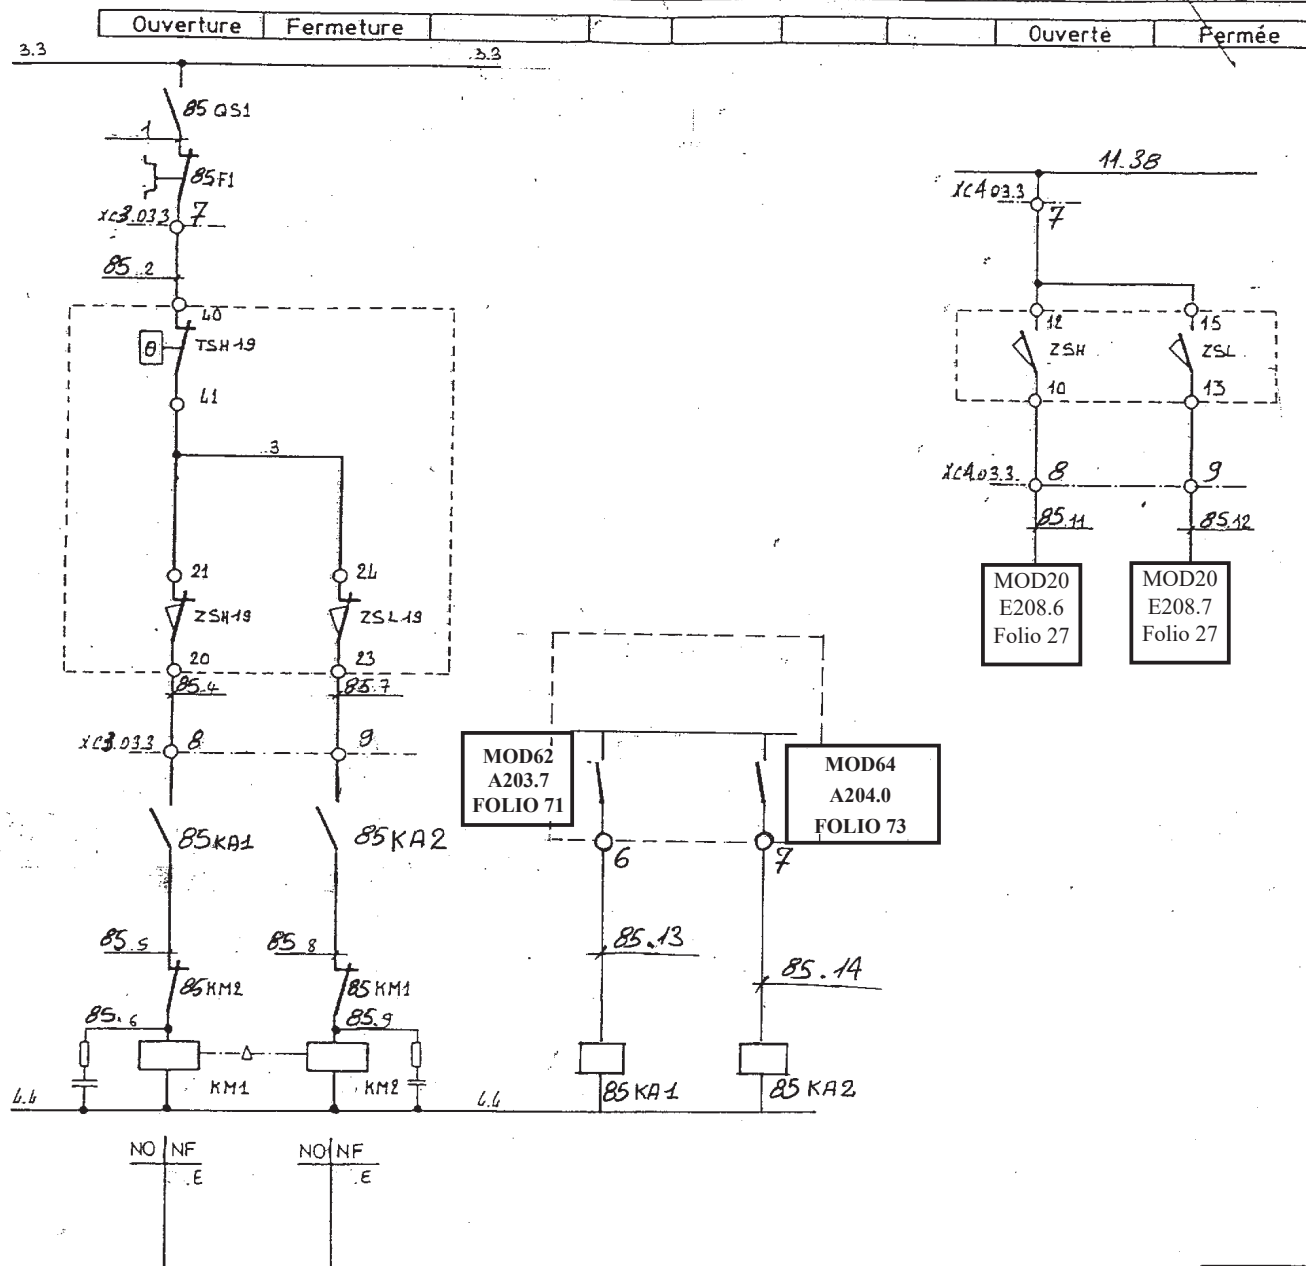 Ouverture Fermeture Ouverte Fermée
3.3 3.3
85 QS1
1
85F1
11.38
XC4 03.3 7
XC3.033 7
85.2
40 12 15
TSH19 ZSH ZSL
θ
41 10 13
3
XC4.03.3. 8 9
85.11 85.12
21 24
MOD20 MOD20
E208.6 E208.7
Folio 27 Folio 27
ZSH19 ZSL19
20 23
85.4 85.7
XC3.033 8 9
MOD62 MOD64
A203.7 A204.0
FOLIO 71 FOLIO 73
85KA1 85KA2
6 7
85.5 85.8 85.13
85.14
85KM2 85KM1
85.6 85.9
KM1 KM2 85KA1 85KA2
4.4 4.4
NO NF NO NF
.E .E